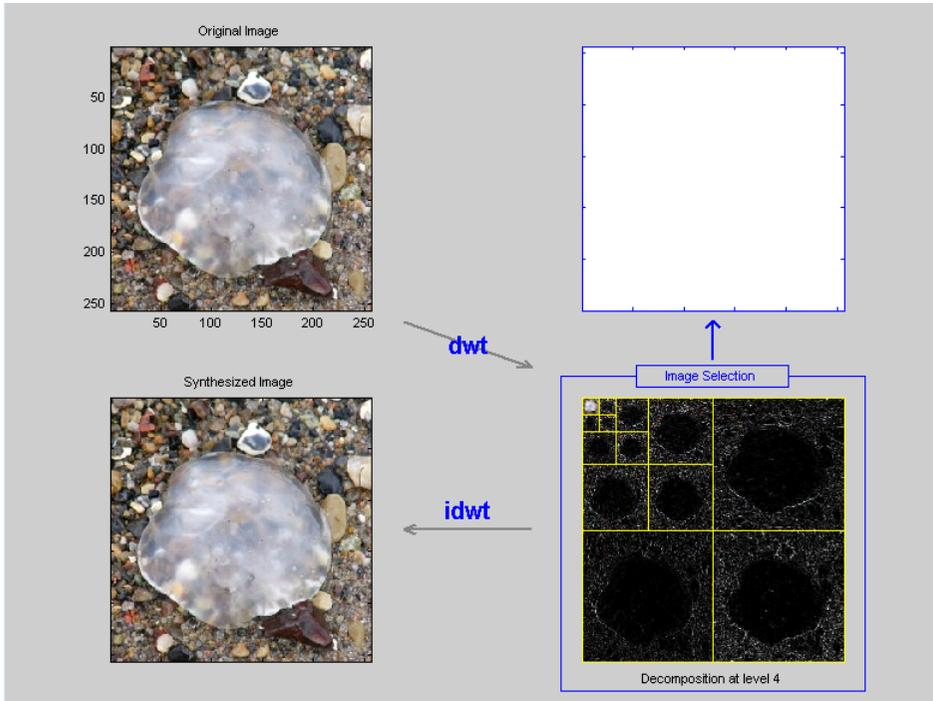 Original Image
50
100
150
200
250
50 100 150 200 250
dwt
Image Selection
Synthesized Image
idwt
Decomposition at level 4